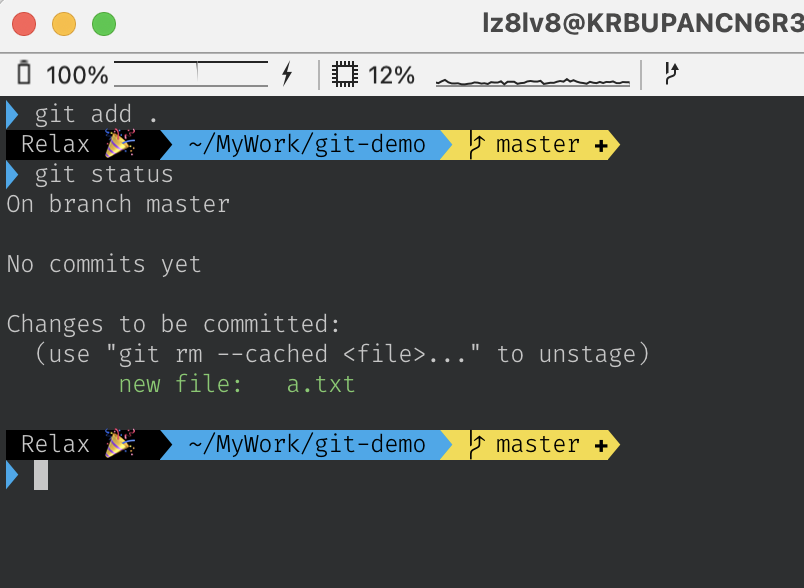 lz8lv8@KRBUPANCN6R3
100% 12%
git add .
Relax 🎉 ~/MyWork/git-demo master +
git status
On branch master
No commits yet
Changes to be committed:
(use "git rm --cached <file>..." to unstage)
new file: a.txt
Relax 🎉 ~/MyWork/git-demo master +